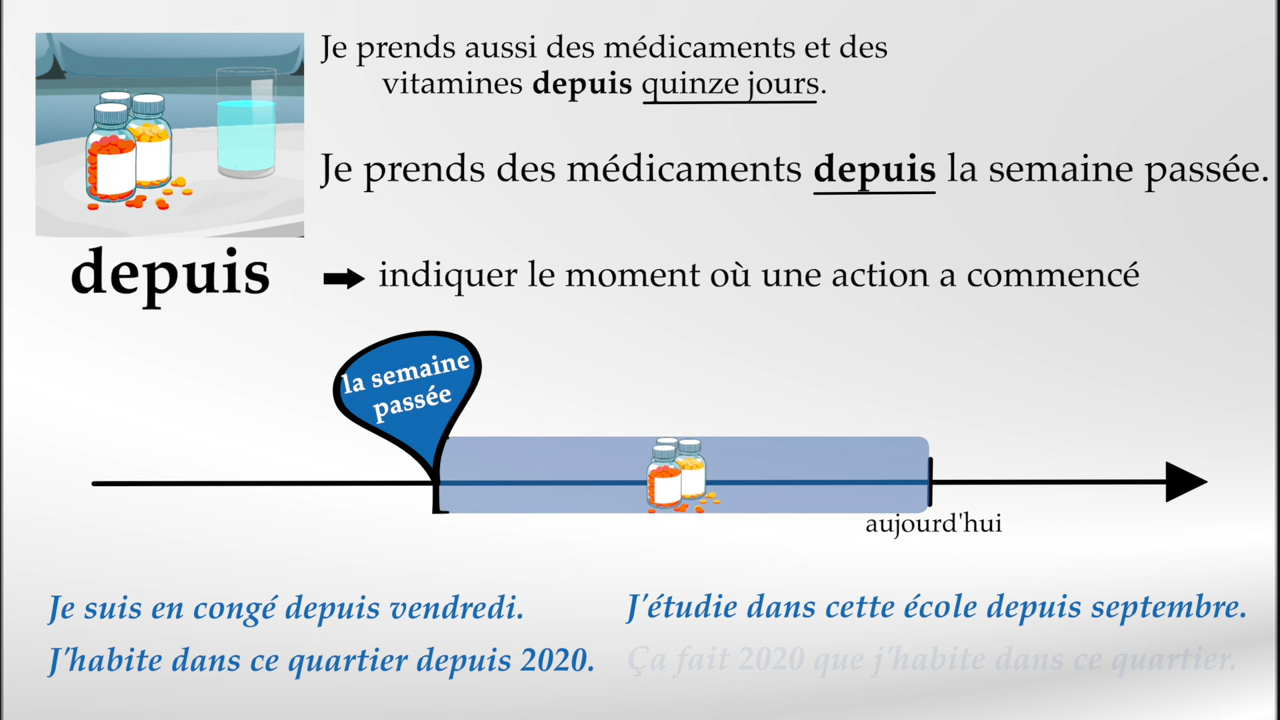 Je prends aussi des médicaments et des
vitamines depuis quinze jours.
Je prends des médicaments depuis la semaine passée.
depuis
indiquer le moment où une action a commencé
la semaine
passée
aujourd'hui
Je suis en congé depuis vendredi.
J'étudie dans cette école depuis septembre.
J'habite dans ce quartier depuis 2020.
Ça fait 2020 que j'habite dans ce quartier.